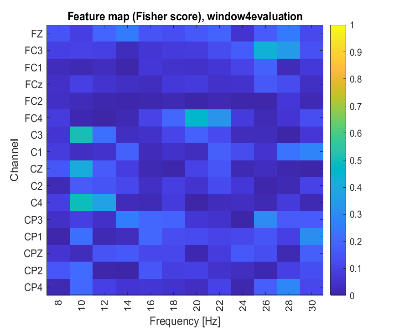 Feature map (Fisher score), window4evaluation
FZ
FC3
FC1
FCz
FC2
FC4
C3
C1
CZ
C2
C4
CP3
CP1
CPZ
CP2
CP4
Channel
8 10 12 14 16 18 20 22 24 26 28 30
Frequency [Hz]
1
0.9
0.8
0.7
0.6
0.5
0.4
0.3
0.2
0.1
0